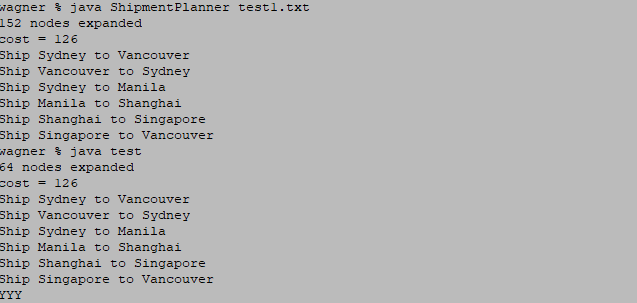 wagner % java ShipmentPlanner test1.txt
152 nodes expanded
cost = 126
Ship Sydney to Vancouver
Ship Vancouver to Sydney
Ship Sydney to Manila
Ship Manila to Shanghai
Ship Shanghai to Singapore
Ship Singapore to Vancouver
wagner % java test
64 nodes expanded
cost = 126
Ship Sydney to Vancouver
Ship Vancouver to Sydney
Ship Sydney to Manila
Ship Manila to Shanghai
Ship Shanghai to Singapore
Ship Singapore to Vancouver
YYY